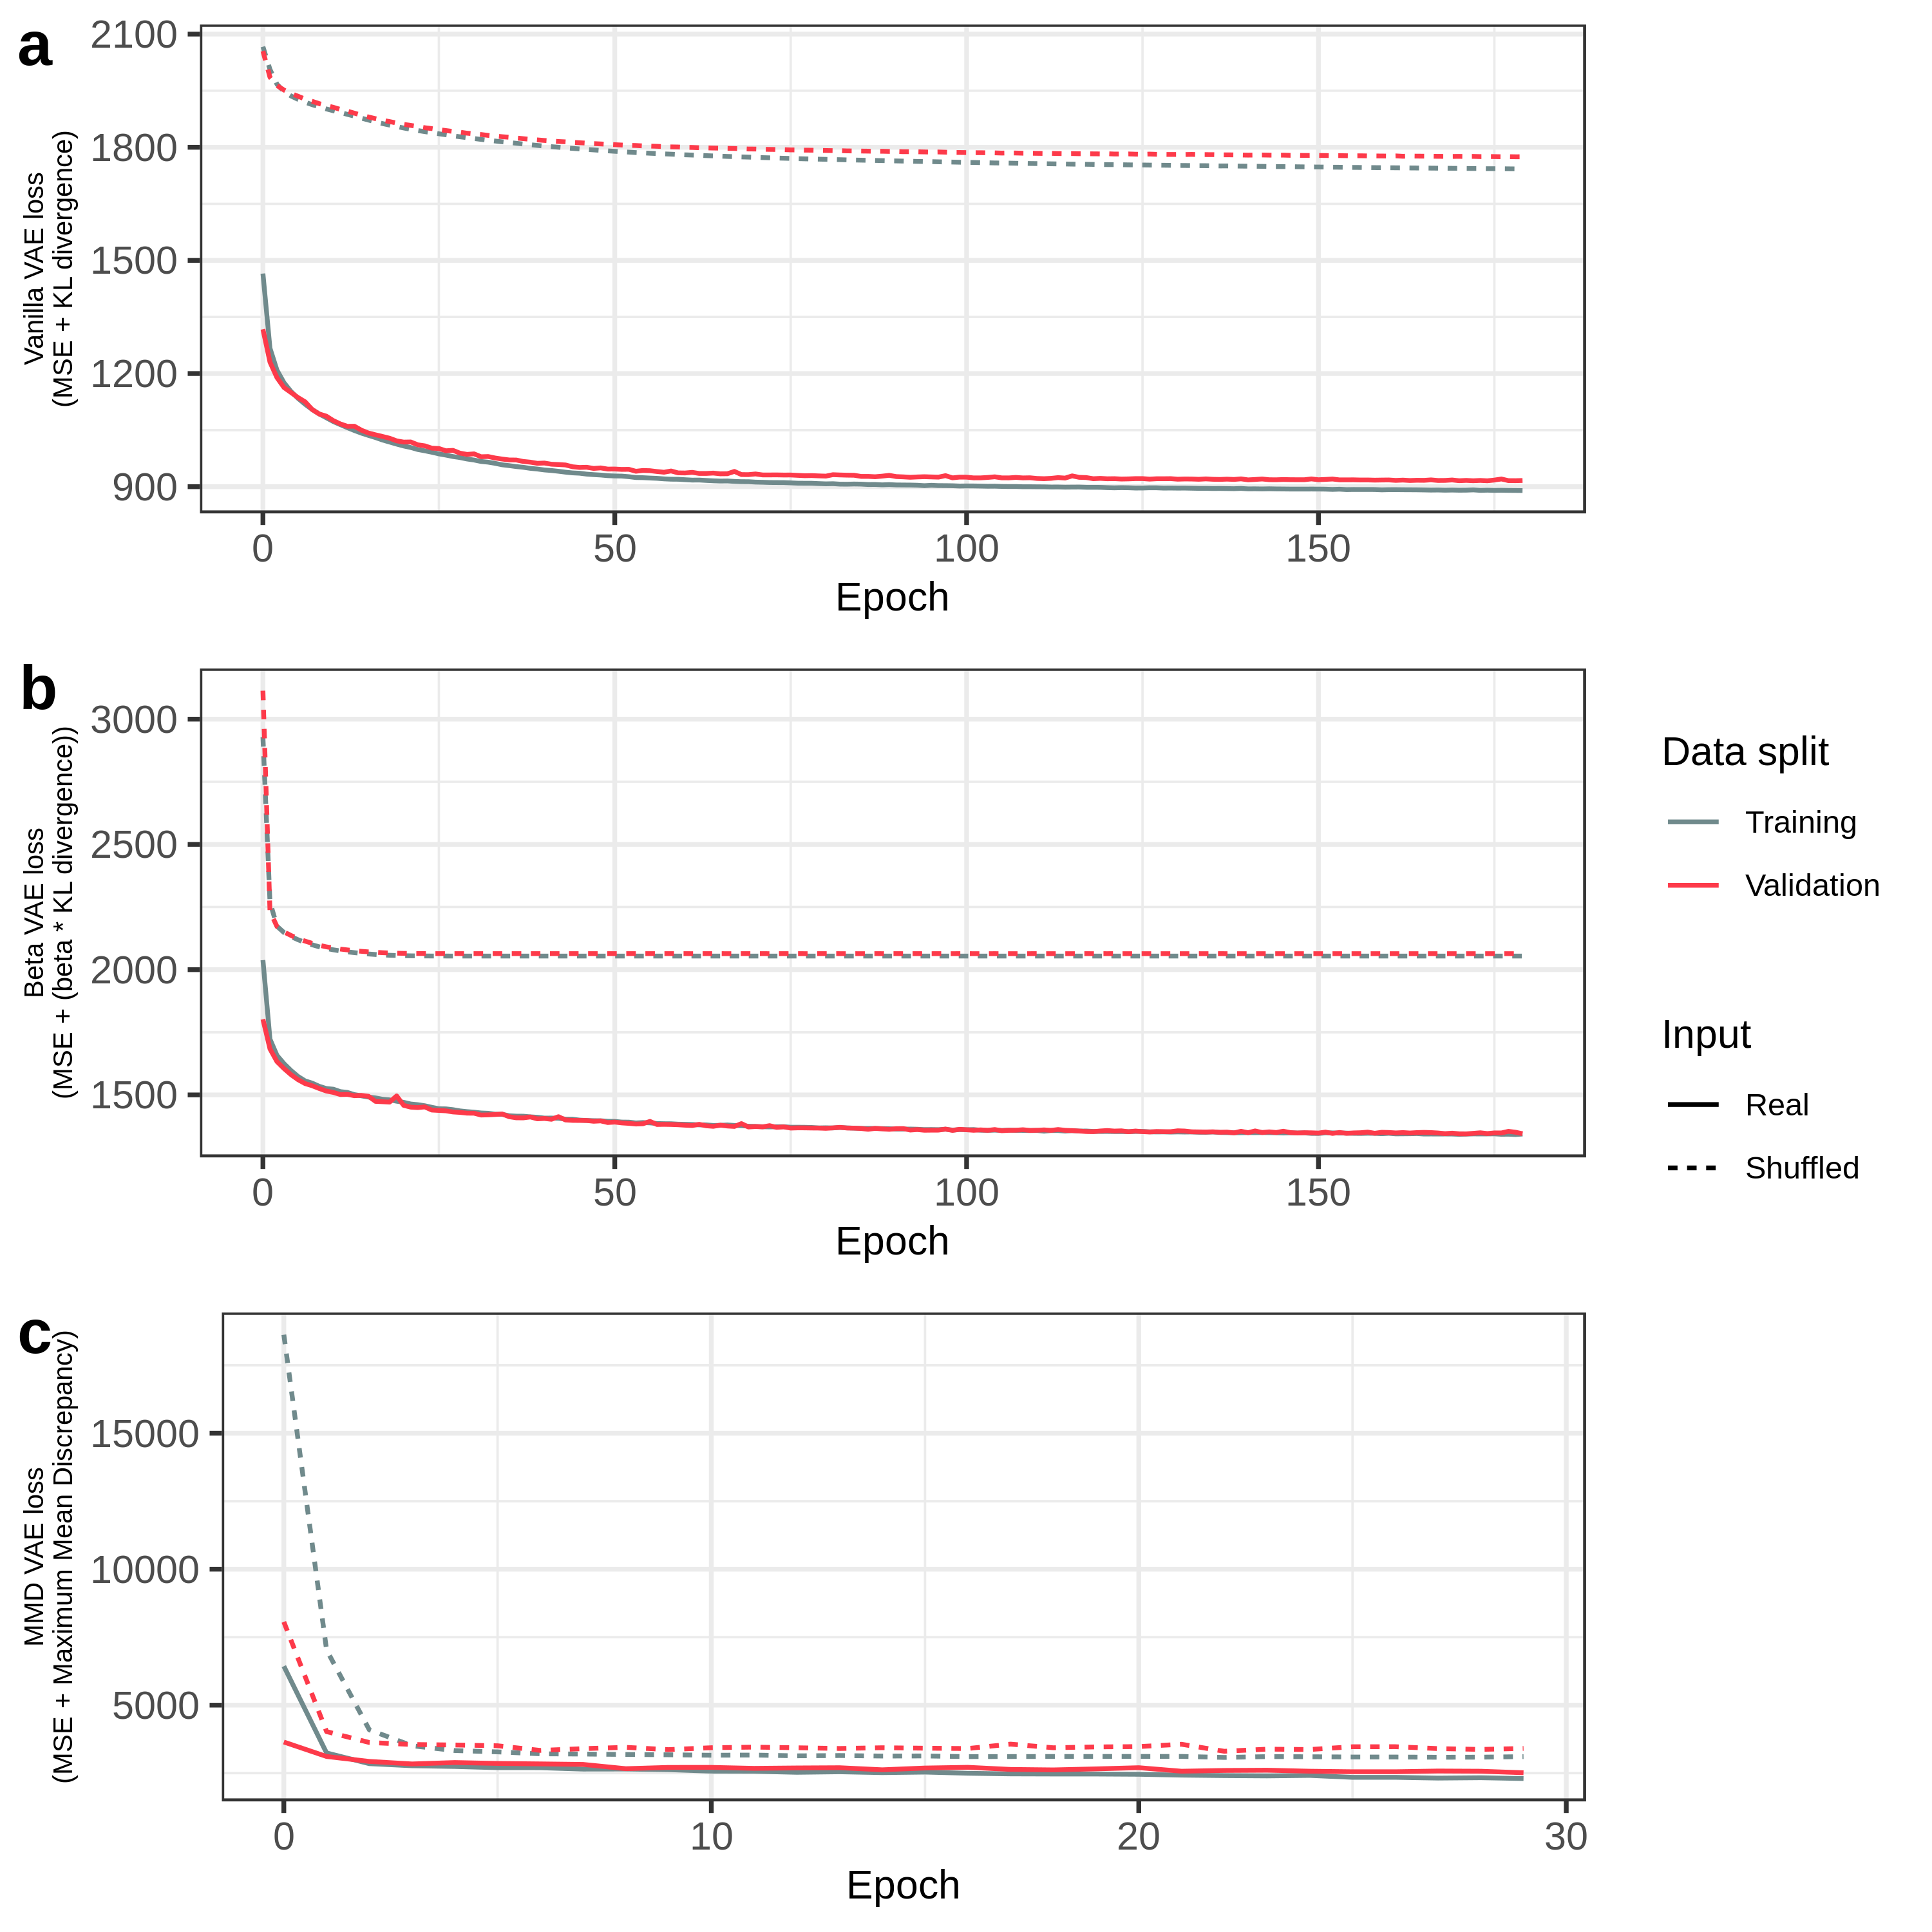 a
Vanilla VAE loss
(MSE + KL divergence)
2100
1800
1500
1200
900
0 50 100 150
Epoch
b
Beta VAE loss
(MSE + (beta * KL divergence))
3000
2500
2000
1500
0 50 100 150
Epoch
c
MMD VAE loss
(MSE + Maximum Mean Discrepancy)
15000
10000
5000
0 10 20 30
Epoch
Data split
Training
Validation
Input
Real
Shuffled